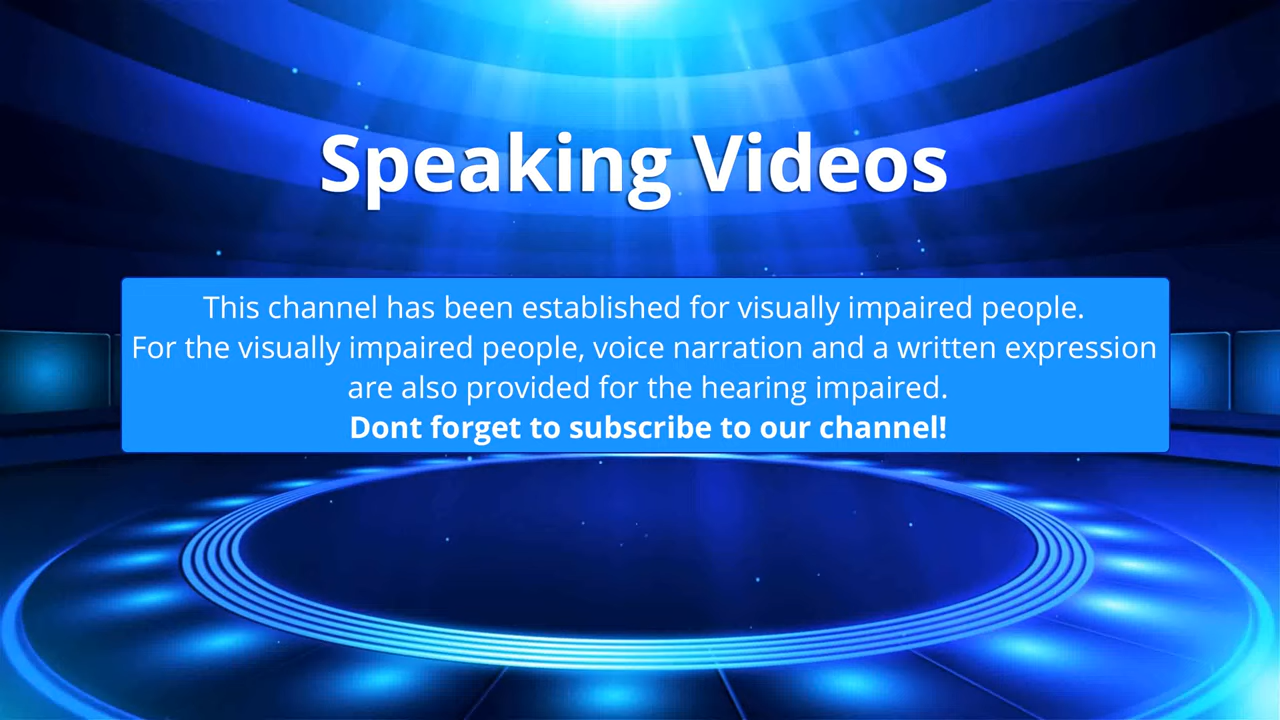 Speaking Videos
This channel has been established for visually impaired people.
For the visually impaired people, voice narration and a written expression
are also provided for the hearing impaired.
Dont forget to subscribe to our channel!